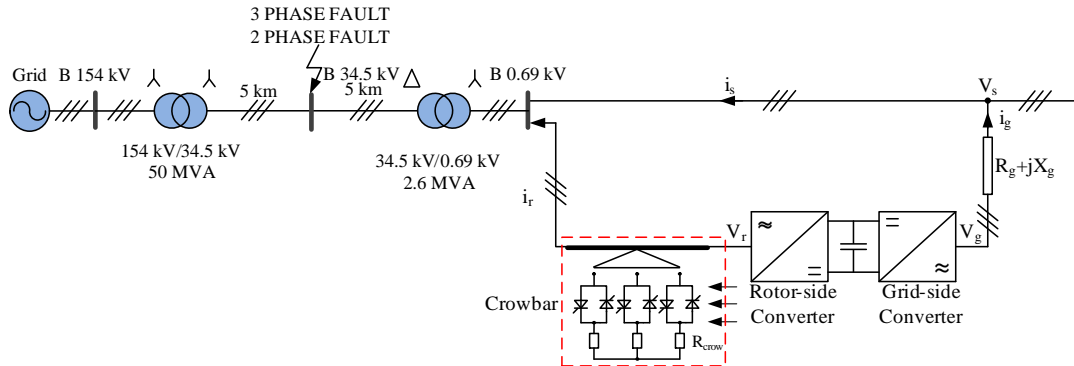 3 PHASE FAULT
2 PHASE FAULT
Grid
B 154 kV
B 34.5 kV
B 0.69 kV
5 km
5 km
154 kV/34.5 kV
50 MVA
34.5 kV/0.69 kV
2.6 MVA
i_s
V_s
i_g
R_g+jX_g
i_r
V_r
V_g
Crowbar
R_crow
Rotor-side
Converter
Grid-side
Converter